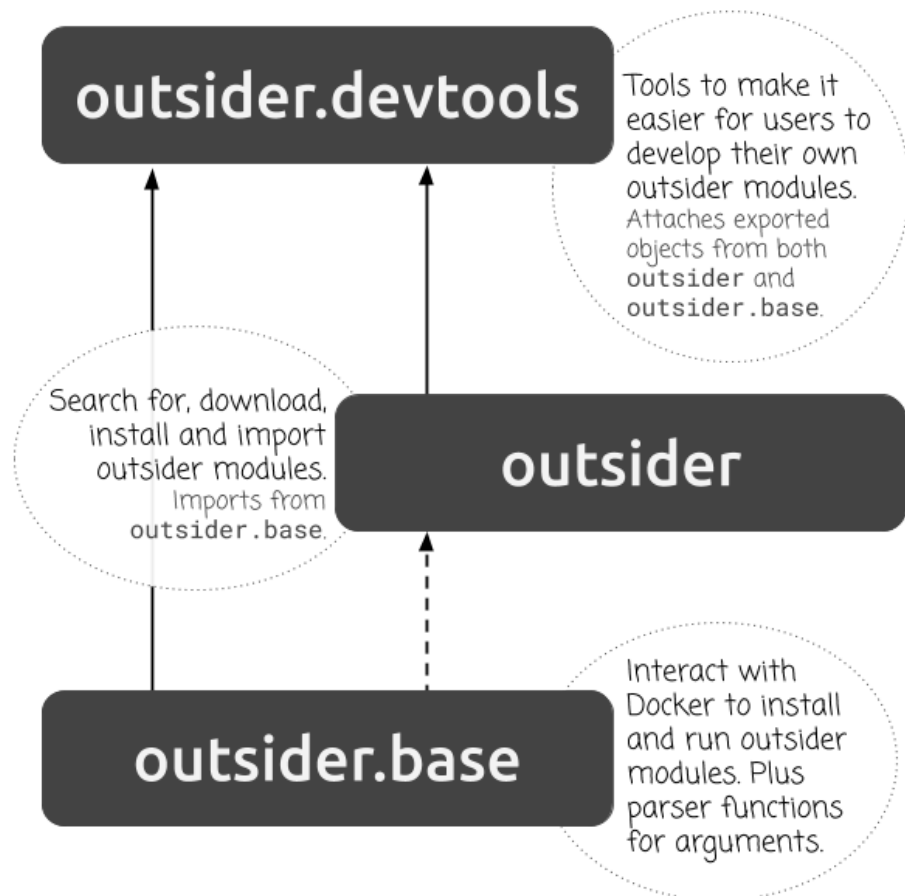 outsider.devtools
Tools to make it
easier for users to
develop their own
outsider modules.
Attaches exported
objects from both
outsider and
outsider.base.
Search for, download,
install and import
outsider modules.
Imports from
outsider.base.
outsider
outsider.base
Interact with
Docker to install
and run outsider
modules. Plus
parser functions
for arguments.